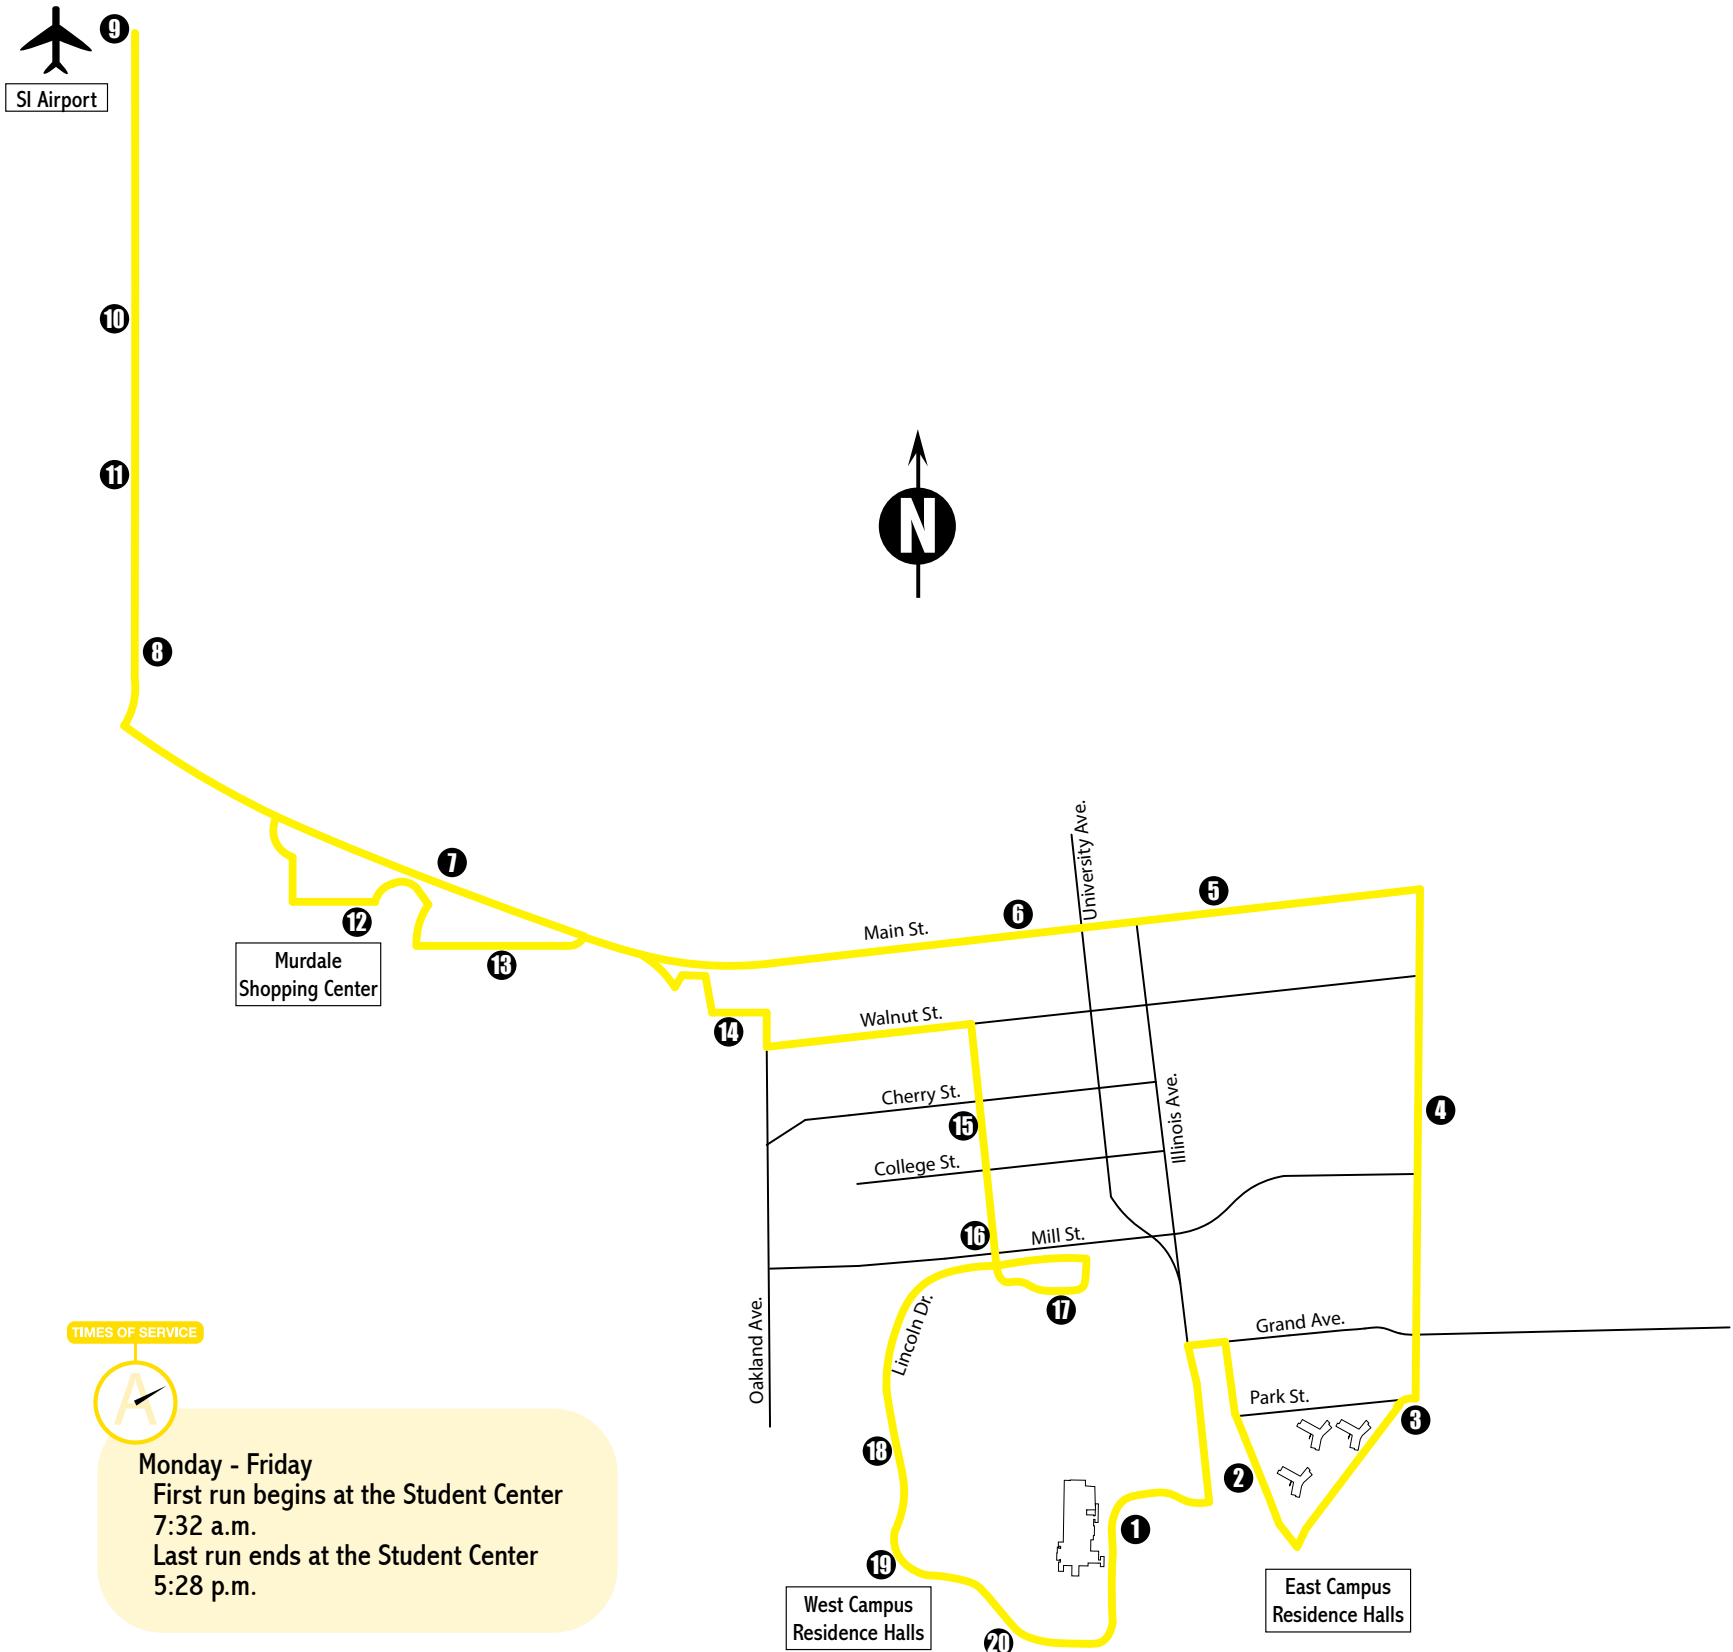 9
SI Airport
10
11
N
8
University Ave.
7
5
6
Main St.
12
Murdale
Shopping Center
13
14
Walnut St.
Cherry St.
15
Illinois Ave.
4
College St.
16
Mill St.
17
Lincoln Dr.
Oakland Ave.
Grand Ave.
Park St.
3
TIMES OF SERVICE
A
Monday - Friday
First run begins at the Student Center
7:32 a.m.
Last run ends at the Student Center
5:28 p.m.
18
2
1
19
West Campus
Residence Halls
20
East Campus
Residence Halls